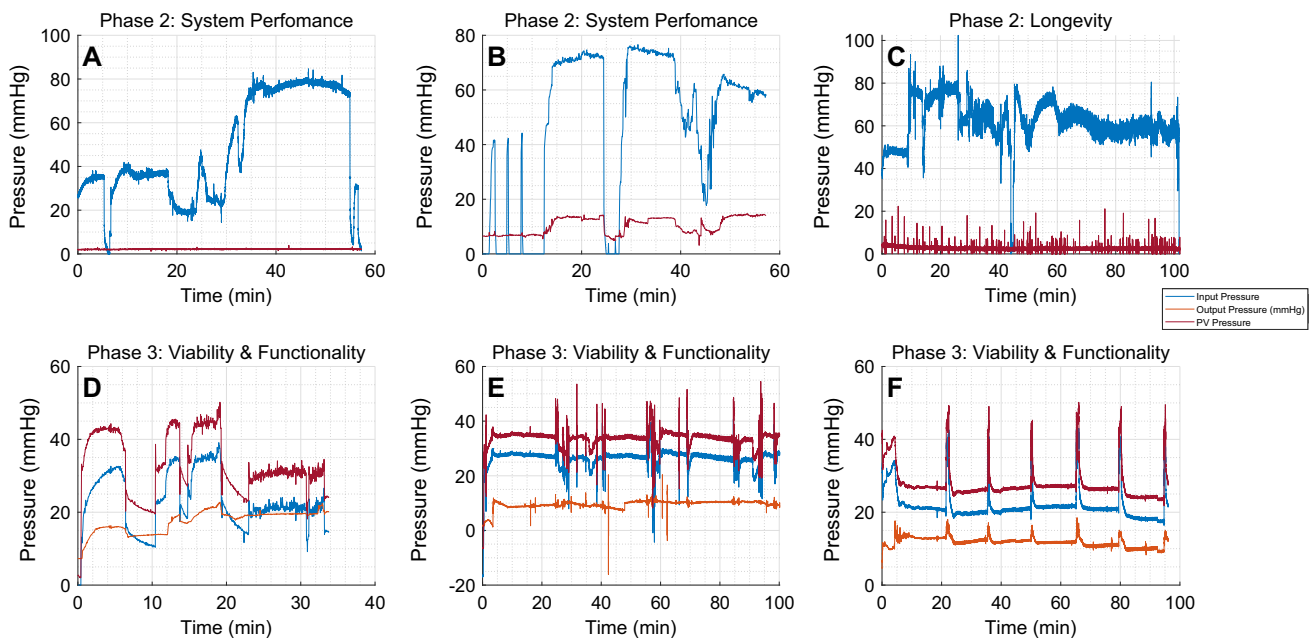 Phase 2: System Perfomance
A
Pressure (mmHg)
100
80
60
40
20
0
0
20
40
60
Time (min)
Phase 2: System Perfomance
B
Pressure (mmHg)
80
60
40
20
0
0
20
40
60
Time (min)
Phase 2: Longevity
C
Pressure (mmHg)
100
80
60
40
20
0
0
20
40
60
80
100
Time (min)
Input Pressure
Output Pressure (mmHg)
PV Pressure
Phase 3: Viability & Functionality
D
Pressure (mmHg)
60
40
20
0
0
10
20
30
40
Time (min)
Phase 3: Viability & Functionality
E
Pressure (mmHg)
60
40
20
0
-20
0
20
40
60
80
100
Time (min)
Phase 3: Viability & Functionality
F
Pressure (mmHg)
60
40
20
0
0
20
40
60
80
100
Time (min)